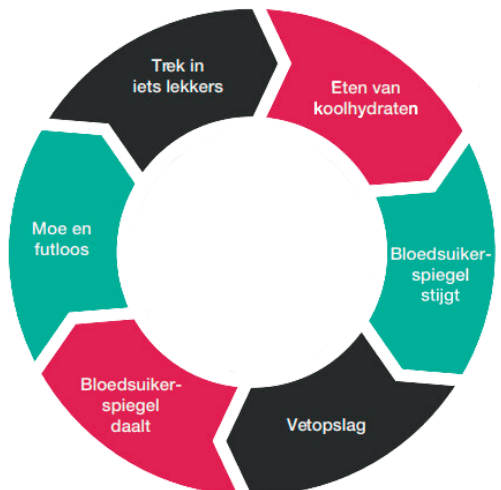 Trek in
iets lekkers
Eten van
koolhydraten
Bloedsuiker-
spiegel
stijgt
Vetopslag
Bloedsuiker-
spiegel
daalt
Moe en
futloos